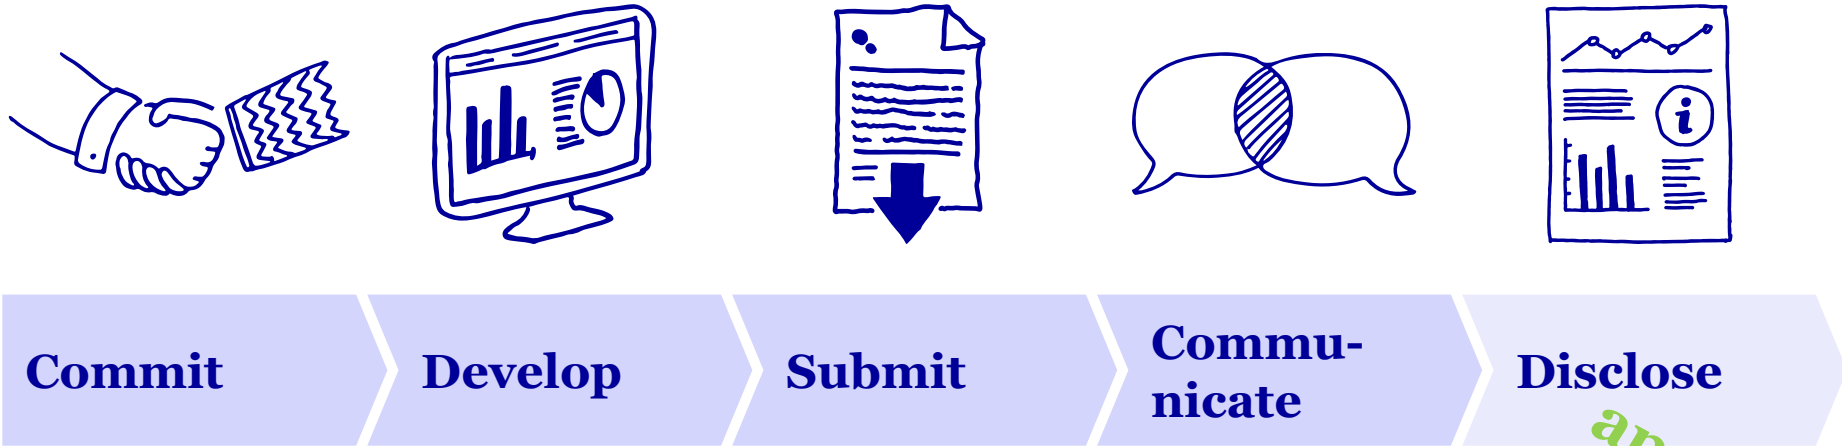 Commit
Develop
Submit
Commu-
nicate
Disclose